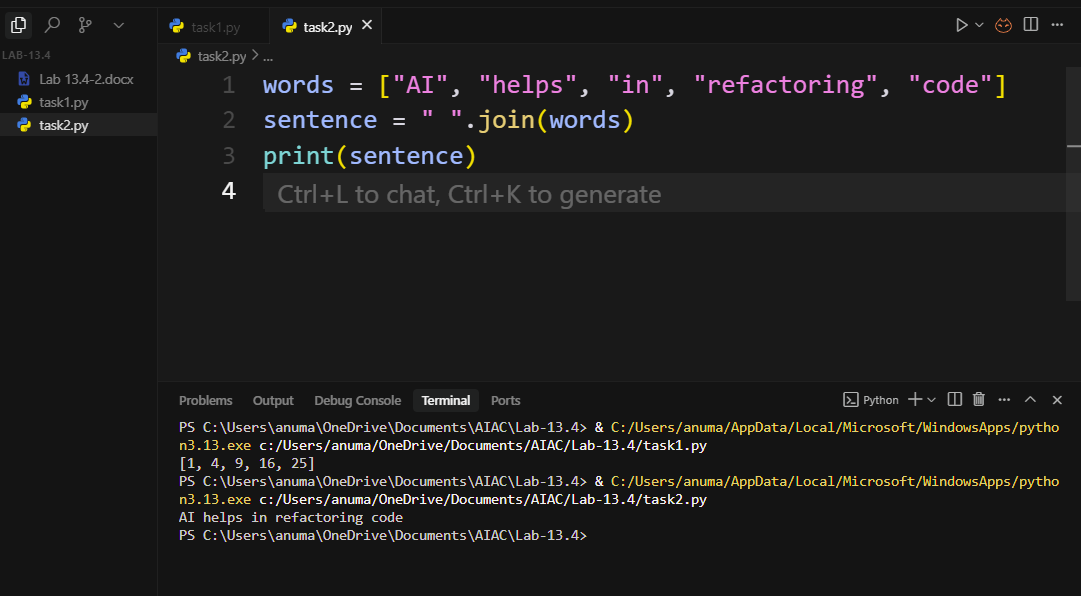 LAB-13.4
Lab 13.4-2.docx
task1.py
task2.py
task1.py
task2.py
task2.py > ...
1 words = ["AI", "helps", "in", "refactoring", "code"]
2 sentence = " ".join(words)
3 print(sentence)
4 Ctrl+L to chat, Ctrl+K to generate
Problems Output Debug Console Terminal Ports Python
PS C:\Users\anuma\OneDrive\Documents\AIAC\Lab-13.4> & C:/Users/anuma/AppData/Local/Microsoft/WindowsApps/pytho
n3.13.exe c:/Users/anuma/OneDrive/Documents/AIAC/Lab-13.4/task1.py
[1, 4, 9, 16, 25]
PS C:\Users\anuma\OneDrive\Documents\AIAC\Lab-13.4> & C:/Users/anuma/AppData/Local/Microsoft/WindowsApps/pytho
n3.13.exe c:/Users/anuma/OneDrive/Documents/AIAC/Lab-13.4/task2.py
AI helps in refactoring code
PS C:\Users\anuma\OneDrive\Documents\AIAC\Lab-13.4>